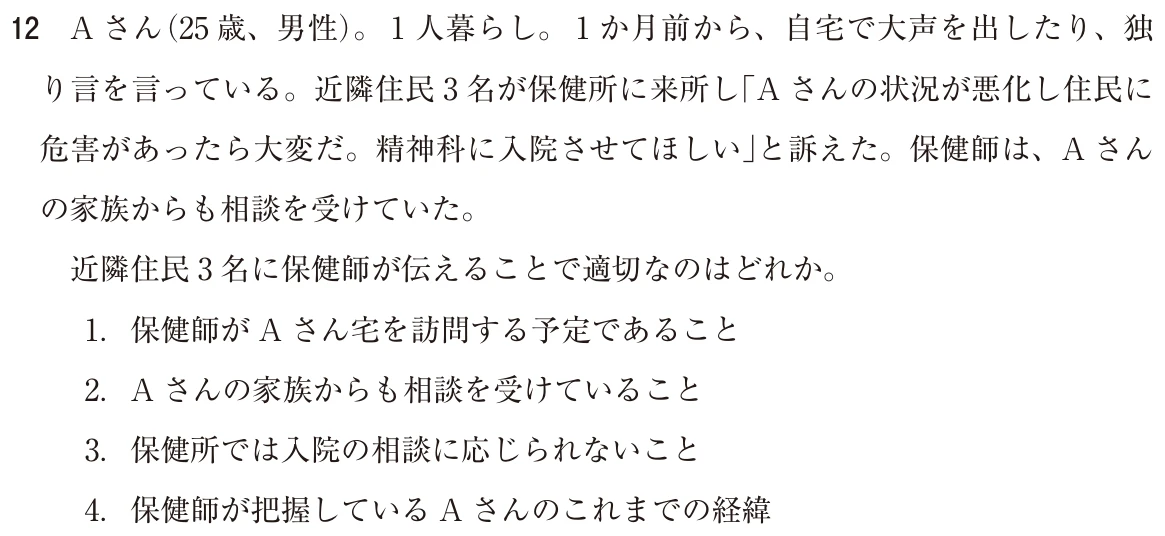 12 Aさん(25歳、男性)。1人暮らし。1か月前から、自宅で大声を出したり、独
り言を言っている。近隣住民3名が保健所に来所し「Aさんの状況が悪化し住民に
危害があったら大変だ。精神科に入院させてほしい」と訴えた。保健師は、Aさん
の家族からも相談を受けていた。
近隣住民3名に保健師が伝えることで適切なのはどれか。
1. 保健師がAさん宅を訪問する予定であること
2. Aさんの家族からも相談を受けていること
3. 保健所では入院の相談に応じられないこと
4. 保健師が把握しているAさんのこれまでの経緯